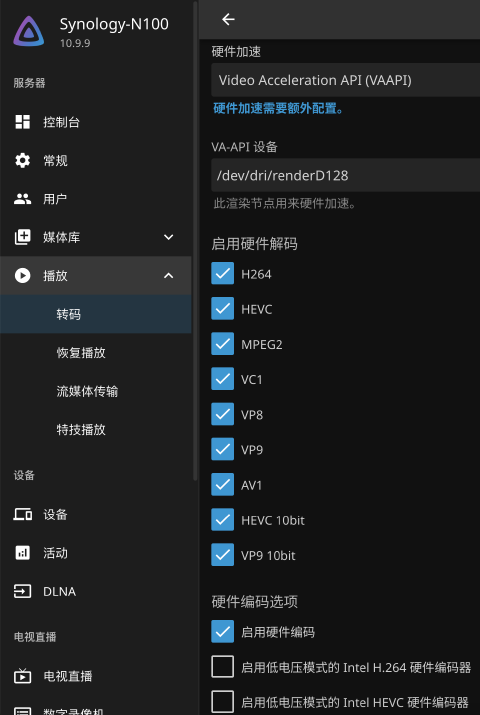 Synology-N100
10.9.9
服务器
控制台
常规
用户
媒体库
播放
转码
恢复播放
流媒体传输
特技播放
设备
设备
活动
DLNA
电视直播
电视直播
数字录像机
硬件加速
Video Acceleration API (VAAPI)
硬件加速需要额外配置。
VA-API 设备
/dev/dri/renderD128
此渲染节点用来硬件加速。
启用硬件解码
H264
HEVC
MPEG2
VC1
VP8
VP9
AV1
HEVC 10bit
VP9 10bit
硬件编码选项
启用硬件编码
启用低电压模式的 Intel H.264 硬件编码器
启用低电压模式的 Intel HEVC 硬件编码器